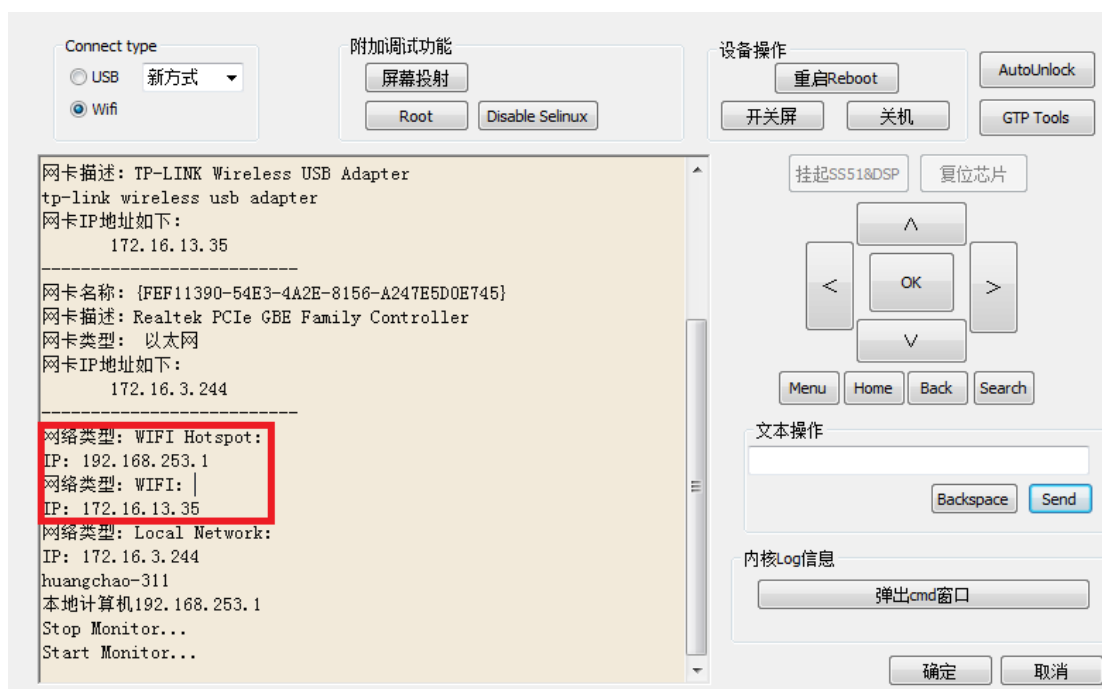 Connect type
USB
新方式
Wifi
附加调试功能
屏幕投射
Root
Disable Selinux
设备操作
重启Reboot
开关屏
关机
AutoUnlock
GTP Tools
网卡描述: TP-LINK Wireless USB Adapter
tp-link wireless usb adapter
网卡IP地址如下:
172.16.13.35
--------------------------
网卡名称: {FEF11390-54E3-4A2E-8156-A247E5D0E745}
网卡描述: Realtek PCIe GBE Family Controller
网卡类型: 以太网
网卡IP地址如下:
172.16.3.244
--------------------------
网络类型: WIFI Hotspot:
IP: 192.168.253.1
网络类型: WIFI:
IP: 172.16.13.35
网络类型: Local Network:
IP: 172.16.3.244
huangchao-311
本地计算机192.168.253.1
Stop Monitor...
Start Monitor...
挂起SS51&DSP
复位芯片
^
<
OK
>
v
Menu
Home
Back
Search
文本操作
Backspace
Send
内核Log信息
弹出cmd窗口
确定
取消